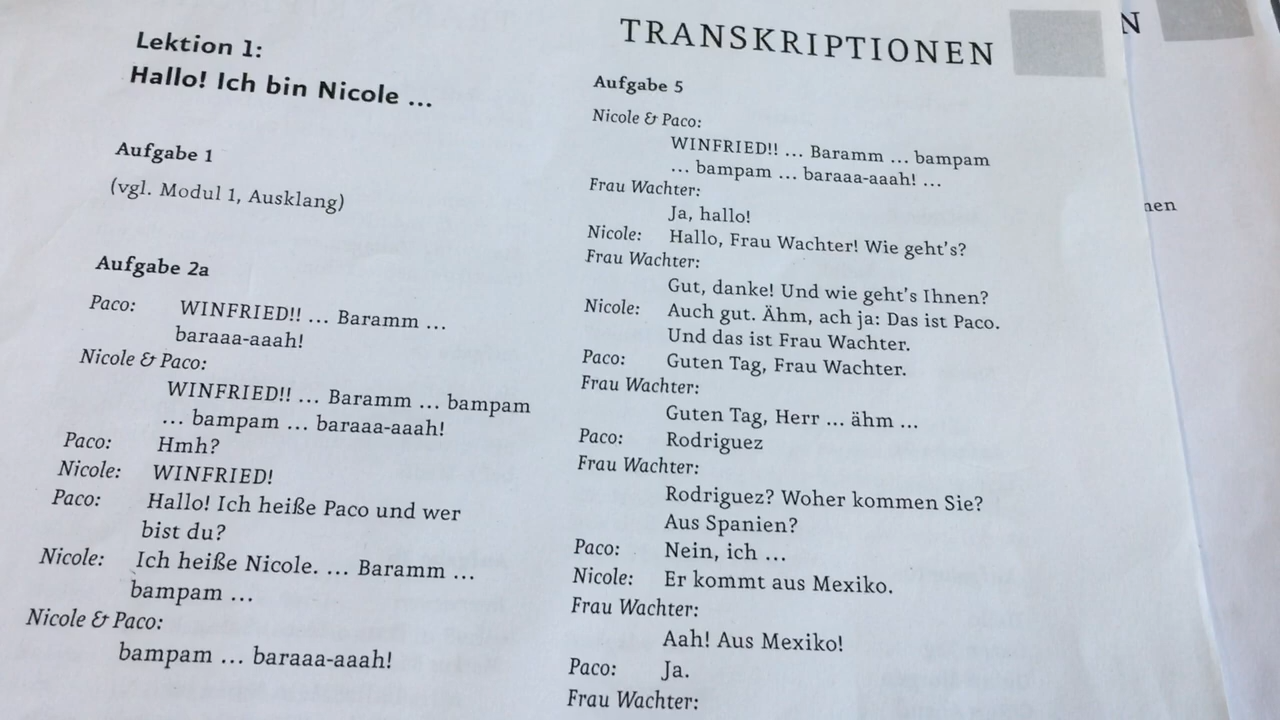 Lektion 1:
Hallo! Ich bin Nicole ...
Aufgabe 1
(vgl. Modul 1, Ausklang)
Aufgabe 2a
Paco: WINFRIED!! ... Baramm ...
baraaa-aaah!
Nicole & Paco:
WINFRIED!! ... Baramm ... bampam
... bampam ... baraaa-aaah!
Paco: Hmh?
Nicole: WINFRIED!
Paco: Hallo! Ich heiße Paco und wer
bist du?
Nicole: Ich heiße Nicole. ... Baramm ...
bampam ...
Nicole & Paco:
bampam ... baraaa-aaah!
TRANSKRIPTIONEN
Aufgabe 5
Nicole & Paco:
WINFRIED!! ... Baramm ... bampam
... bampam ... baraaa-aaah! ...
Frau Wachter:
Ja, hallo!
Nicole: Hallo, Frau Wachter! Wie geht's?
Frau Wachter:
Gut, danke! Und wie geht's Ihnen?
Nicole: Auch gut. Ähm, ach ja: Das ist Paco.
Und das ist Frau Wachter.
Paco: Guten Tag, Frau Wachter.
Frau Wachter:
Guten Tag, Herr ... ähm ...
Paco: Rodriguez
Frau Wachter:
Rodriguez? Woher kommen Sie?
Aus Spanien?
Paco: Nein, ich ...
Nicole: Er kommt aus Mexiko.
Frau Wachter:
Aah! Aus Mexiko!
Paco: Ja.
Frau Wachter:
N